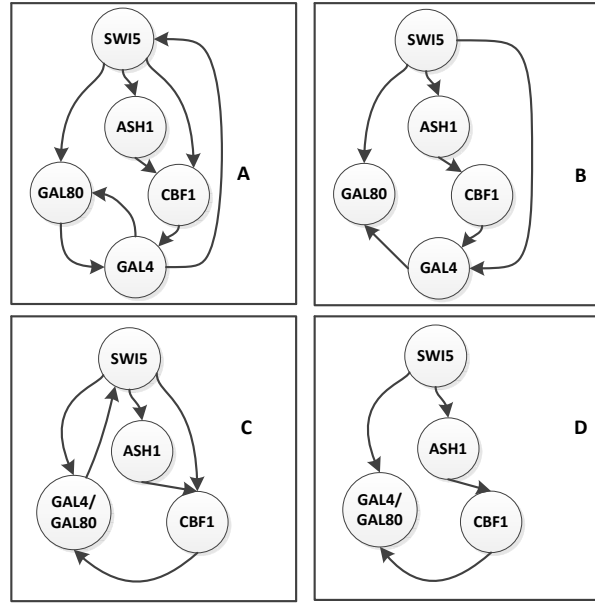 SWI5
ASH1
GAL80
CBF1
GAL4
A
SWI5
ASH1
GAL80
CBF1
GAL4
B
SWI5
ASH1
GAL4/
GAL80
CBF1
C
SWI5
ASH1
GAL4/
GAL80
CBF1
D